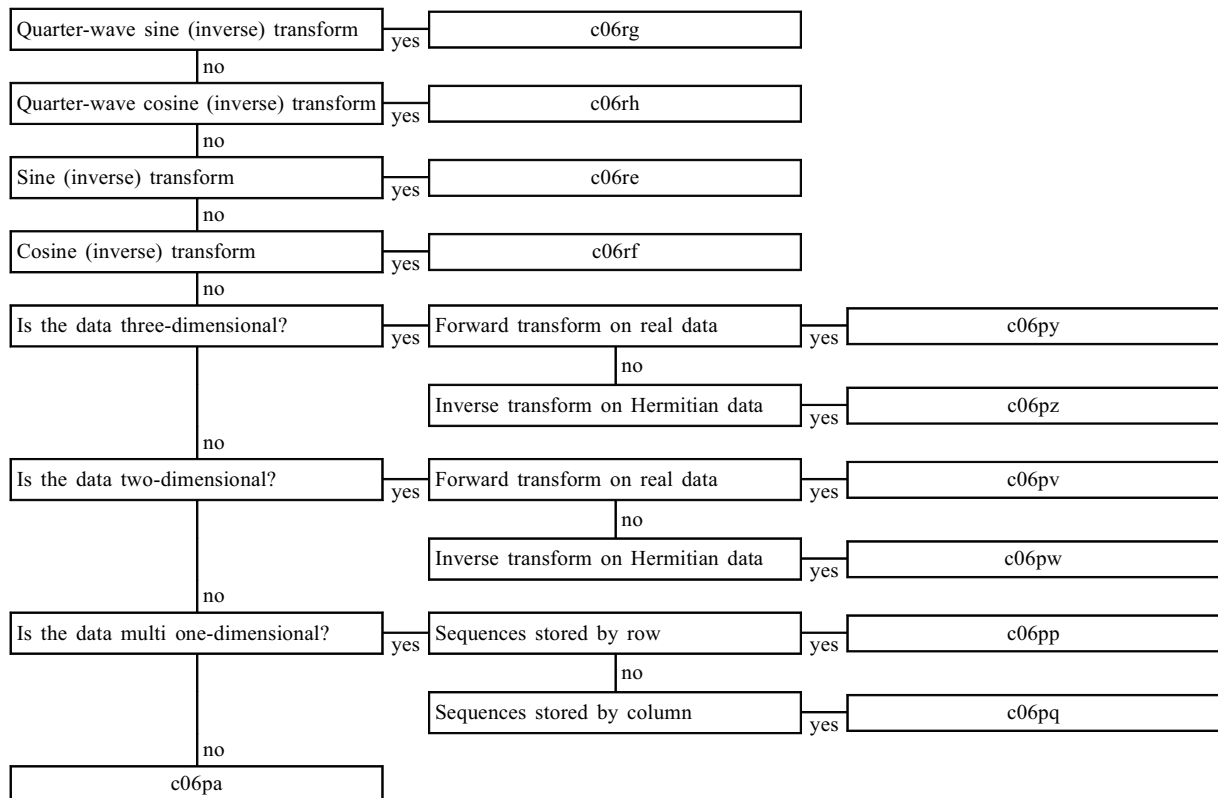 Quarter-wave sine (inverse) transform
yes
c06rg
no
Quarter-wave cosine (inverse) transform
yes
c06rh
no
Sine (inverse) transform
yes
c06re
no
Cosine (inverse) transform
yes
c06rf
no
Is the data three-dimensional?
yes
Forward transform on real data
yes
c06py
no
Inverse transform on Hermitian data
yes
c06pz
no
Is the data two-dimensional?
yes
Forward transform on real data
yes
c06pv
no
Inverse transform on Hermitian data
yes
c06pw
no
Is the data multi one-dimensional?
yes
Sequences stored by row
yes
c06pp
no
Sequences stored by column
yes
c06pq
no
c06pa